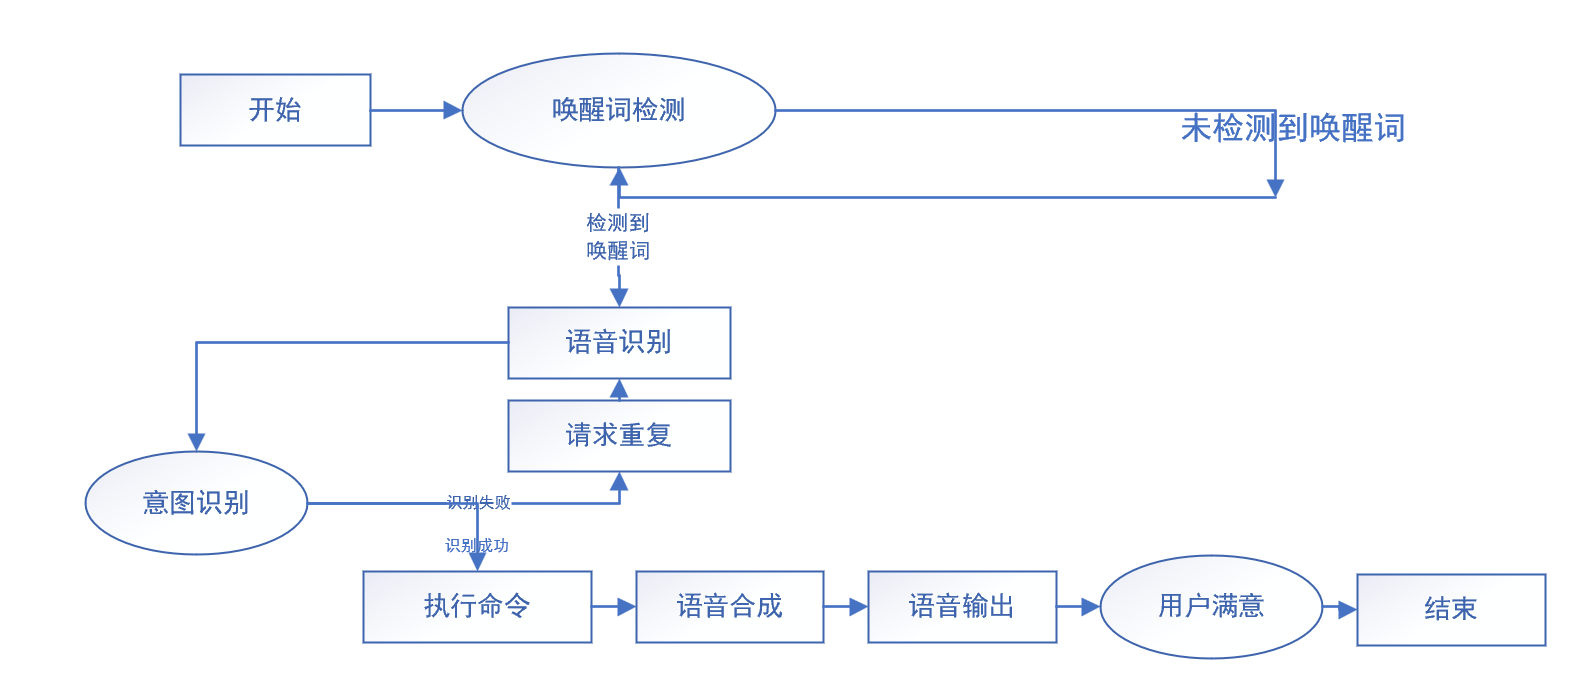 开始
唤醒词检测
未检测到唤醒词
检测到
唤醒词
语音识别
请求重复
意图识别
识别失败
识别成功
执行命令
语音合成
语音输出
用户满意
结束